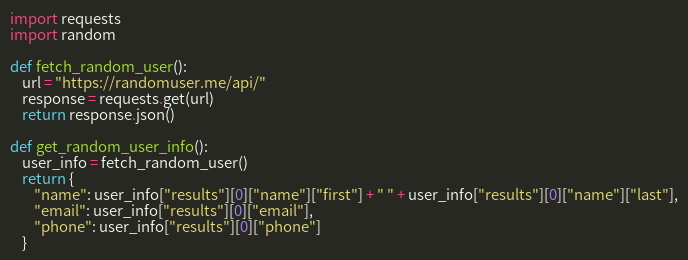 import requests
import random

def fetch_random_user():
    url = "https://randomuser.me/api/"
    response = requests.get(url)
    return response.json()

def get_random_user_info():
    user_info = fetch_random_user()
    return {
        "name": user_info["results"][0]["name"]["first"] + " " + user_info["results"][0]["name"]["last"],
        "email": user_info["results"][0]["email"],
        "phone": user_info["results"][0]["phone"]
    }